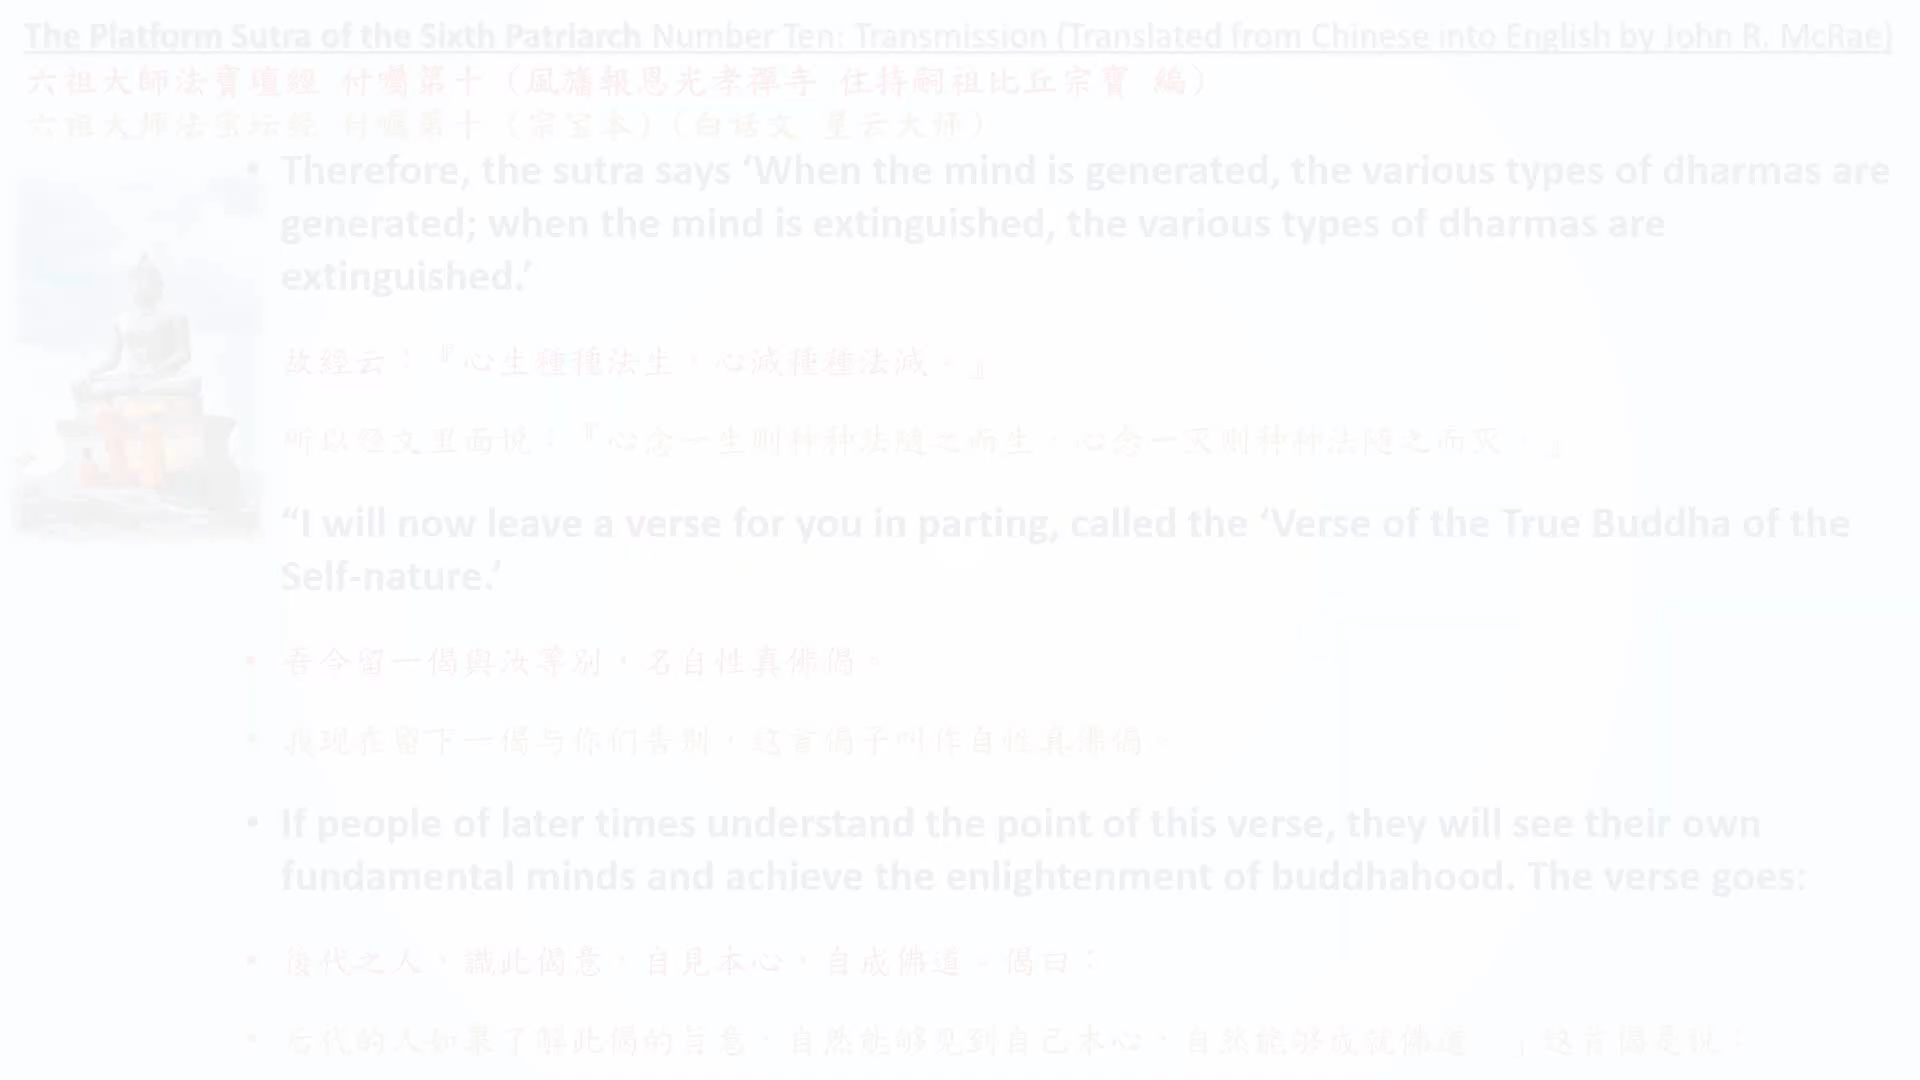 The Platform Sutra of the Sixth Patriarch Number Ten: Transmission (Translated from Chinese into English by John R. McRae)
六祖大師法寶壇經 付囑第十（風旛報恩光孝禪寺 住持嗣祖比丘宗寶 編）
六祖大师法宝坛经 付嘱第十（宗宝本）（白话文 星云大师）
• Therefore, the sutra says ‘When the mind is generated, the various types of dharmas are
generated; when the mind is extinguished, the various types of dharmas are
extinguished.’
故經云：『心生種種法生，心滅種種法滅。』
所以经文里面说：『心念一生则种种法随之而生，心念一灭则种种法随之而灭。』
“I will now leave a verse for you in parting, called the ‘Verse of the True Buddha of the
Self-nature.’
• 吾今留一偈與汝等別，名自性真佛偈。
• 我现在留下一偈与你们告别，这首偈子叫作自性真佛偈。
• If people of later times understand the point of this verse, they will see their own
fundamental minds and achieve the enlightenment of buddhahood. The verse goes:
• 後代之人，識此偈意，自見本心，自成佛道。偈曰：
• 后代的人如果了解此偈的旨意，自然能够见到自己本心，自然能够成就佛道。」这首偈是说：